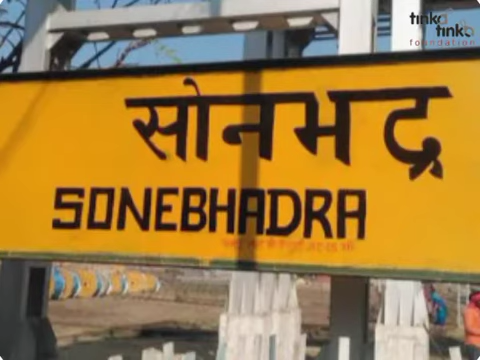 tinka
tinka
foundation
सोनभद्र
SONEBHADRA